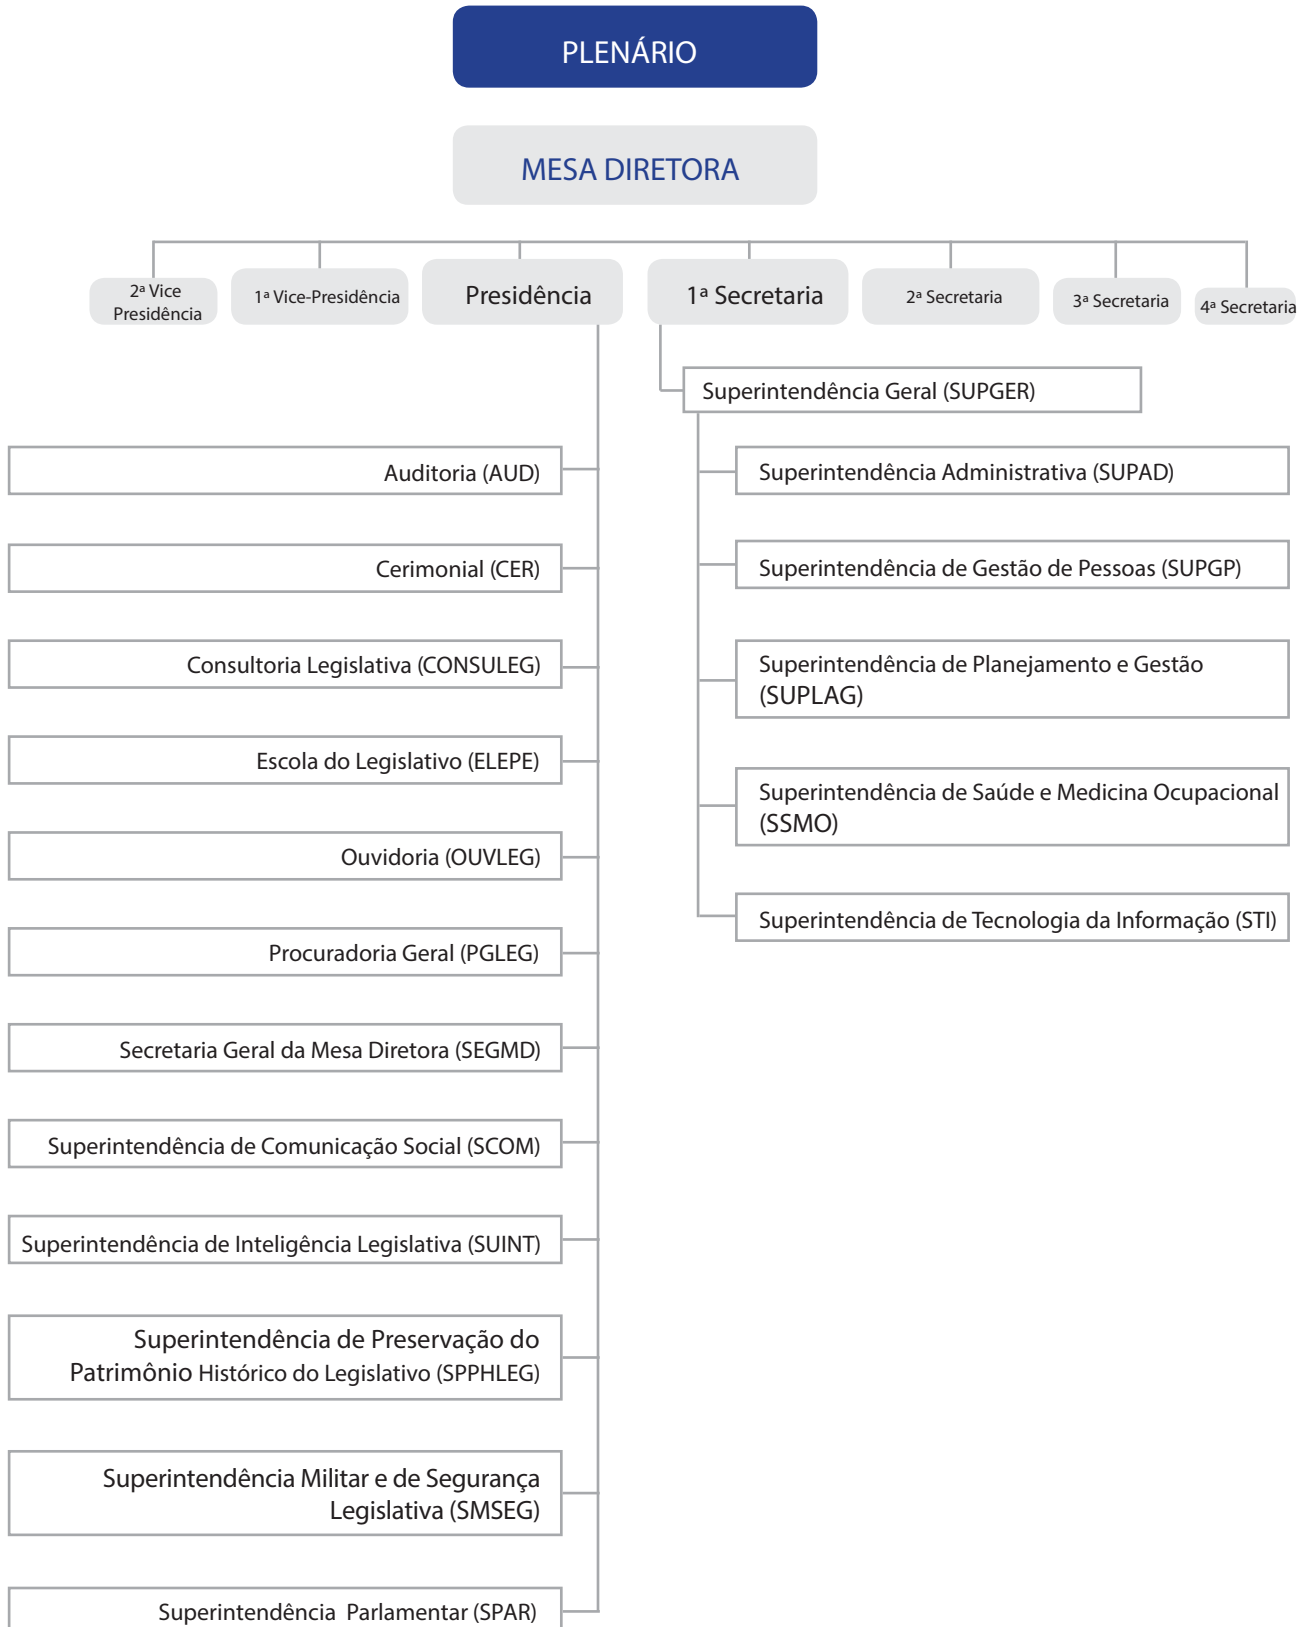 PLENÁRIO
MESA DIRETORA
2ª Vice
Presidência
1ª Vice-Presidência
Presidência
1ª Secretaria
2ª Secretaria
3ª Secretaria
4ª Secretaria
Superintendência Geral (SUPGER)
Auditoria (AUD)
Cerimonial (CER)
Consultoria Legislativa (CONSULEG)
Escola do Legislativo (ELEPE)
Ouvidoria (OUVLEG)
Procuradoria Geral (PGLEG)
Secretaria Geral da Mesa Diretora (SEGMD)
Superintendência de Comunicação Social (SCOM)
Superintendência de Inteligência Legislativa (SUINT)
Superintendência de Preservação do
Patrimônio Histórico do Legislativo (SPPHLEG)
Superintendência Militar e de Segurança
Legislativa (SMSEG)
Superintendência Parlamentar (SPAR)
Superintendência Administrativa (SUPAD)
Superintendência de Gestão de Pessoas (SUPGP)
Superintendência de Planejamento e Gestão
(SUPLAG)
Superintendência de Saúde e Medicina Ocupacional
(SSMO)
Superintendência de Tecnologia da Informação (STI)